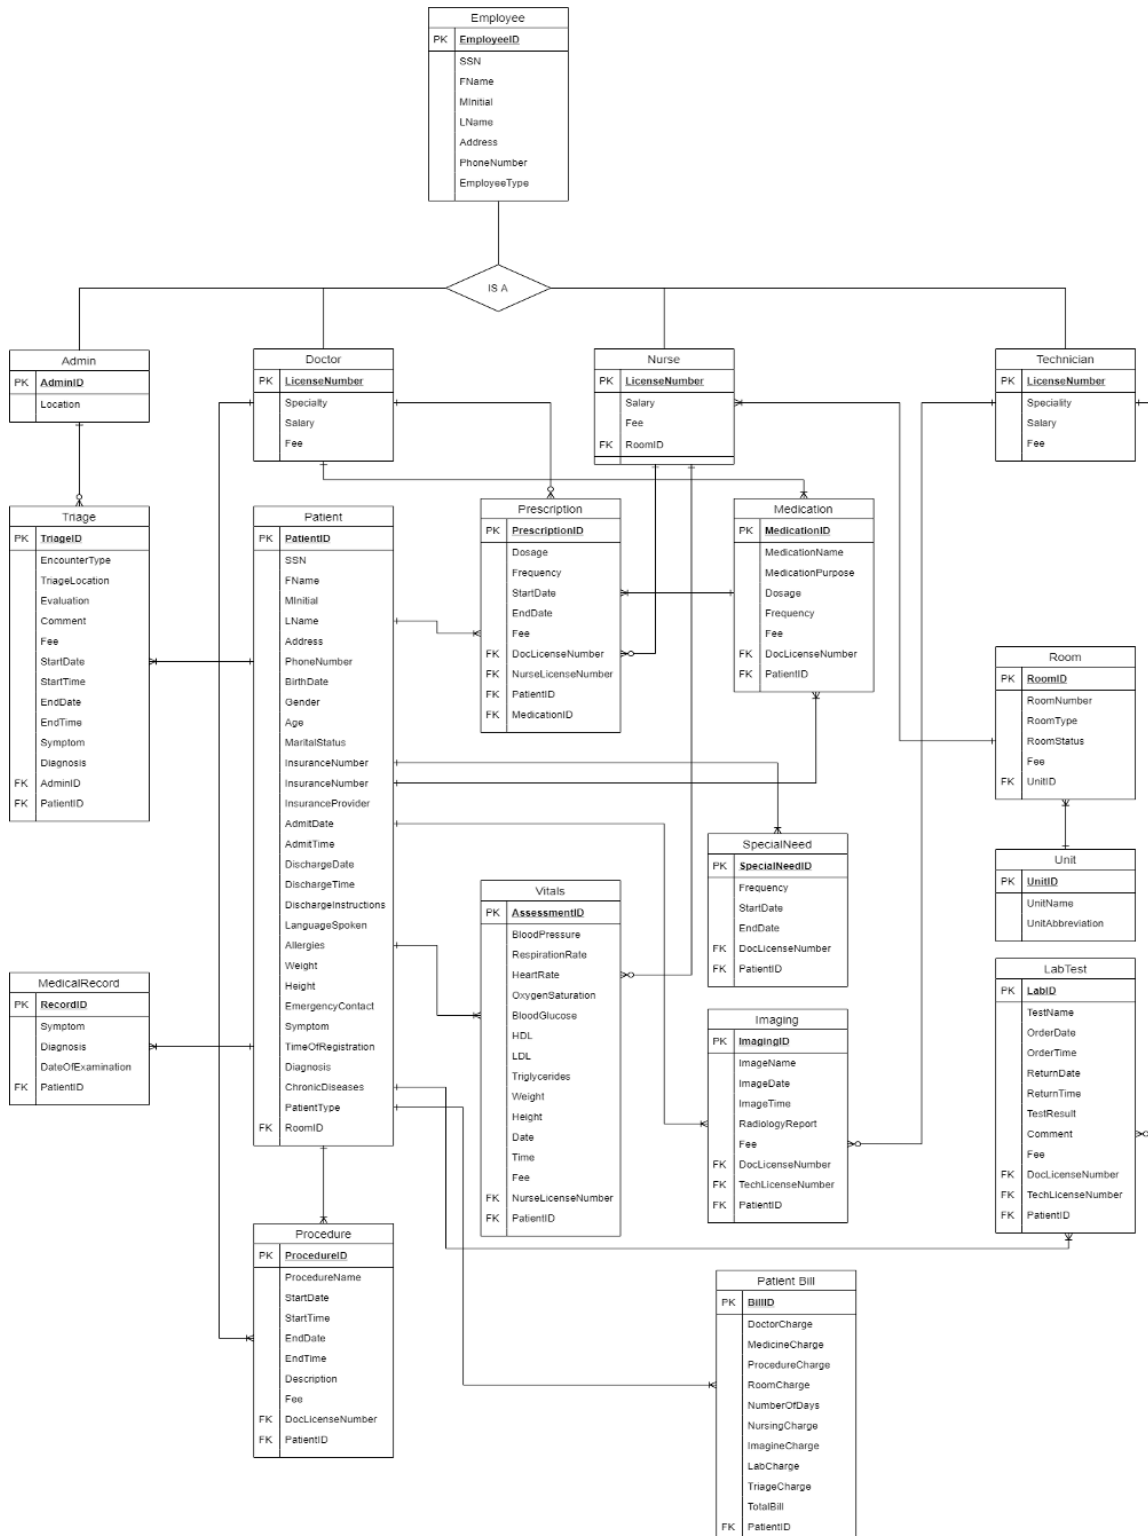 Employee
PK EmployeeID
SSN
FName
MInitial
LName
Address
PhoneNumber
EmployeeType
IS A
Admin
PK AdminID
Location
Doctor
PK LicenseNumber
Specialty
Salary
Fee
Nurse
PK LicenseNumber
Salary
Fee
FK RoomID
Technician
PK LicenseNumber
Speciality
Salary
Fee
Triage
PK TriageID
EncounterType
TriageLocation
Evaluation
Comment
Fee
StartDate
StartTime
EndDate
EndTime
Symptom
Diagnosis
FK AdminID
FK PatientID
Patient
PK PatientID
SSN
FName
MInitial
LName
Address
PhoneNumber
BirthDate
Gender
Age
MaritalStatus
InsuranceNumber
InsuranceNumber
InsuranceProvider
AdmitDate
AdmitTime
DischargeDate
DischargeTime
DischargeInstructions
LanguageSpoken
Allergies
Weight
Height
EmergencyContact
Symptom
TimeOfRegistration
Diagnosis
ChronicDiseases
PatientType
FK RoomID
Prescription
PK PrescriptionID
Dosage
Frequency
StartDate
EndDate
Fee
FK DocLicenseNumber
FK NurseLicenseNumber
FK PatientID
FK MedicationID
Medication
PK MedicationID
MedicationName
MedicationPurpose
Dosage
Frequency
Fee
FK DocLicenseNumber
FK PatientID
Room
PK RoomID
RoomNumber
RoomType
RoomStatus
Fee
FK UnitID
SpecialNeed
PK SpecialNeedID
Frequency
StartDate
EndDate
FK DocLicenseNumber
FK PatientID
Unit
PK UnitID
UnitName
UnitAbbreviation
Vitals
PK AssessmentID
BloodPressure
RespirationRate
HeartRate
OxygenSaturation
BloodGlucose
HDL
LDL
Triglycerides
Weight
Height
Date
Time
Fee
FK NurseLicenseNumber
FK PatientID
MedicalRecord
PK RecordID
Symptom
Diagnosis
DateOfExamination
FK PatientID
Imaging
PK ImagingID
ImageName
ImageDate
ImageTime
RadiologyReport
Fee
FK DocLicenseNumber
FK TechLicenseNumber
FK PatientID
LabTest
PK LabID
TestName
OrderDate
OrderTime
ReturnDate
ReturnTime
TestResult
Comment
Fee
FK DocLicenseNumber
FK TechLicenseNumber
FK PatientID
Procedure
PK ProcedureID
ProcedureName
StartDate
StartTime
EndDate
EndTime
Description
Fee
FK DocLicenseNumber
FK PatientID
Patient Bill
PK BillID
DoctorCharge
MedicineCharge
ProcedureCharge
RoomCharge
NumberOfDays
NursingCharge
ImagineCharge
LabCharge
TriageCharge
TotalBill
FK PatientID